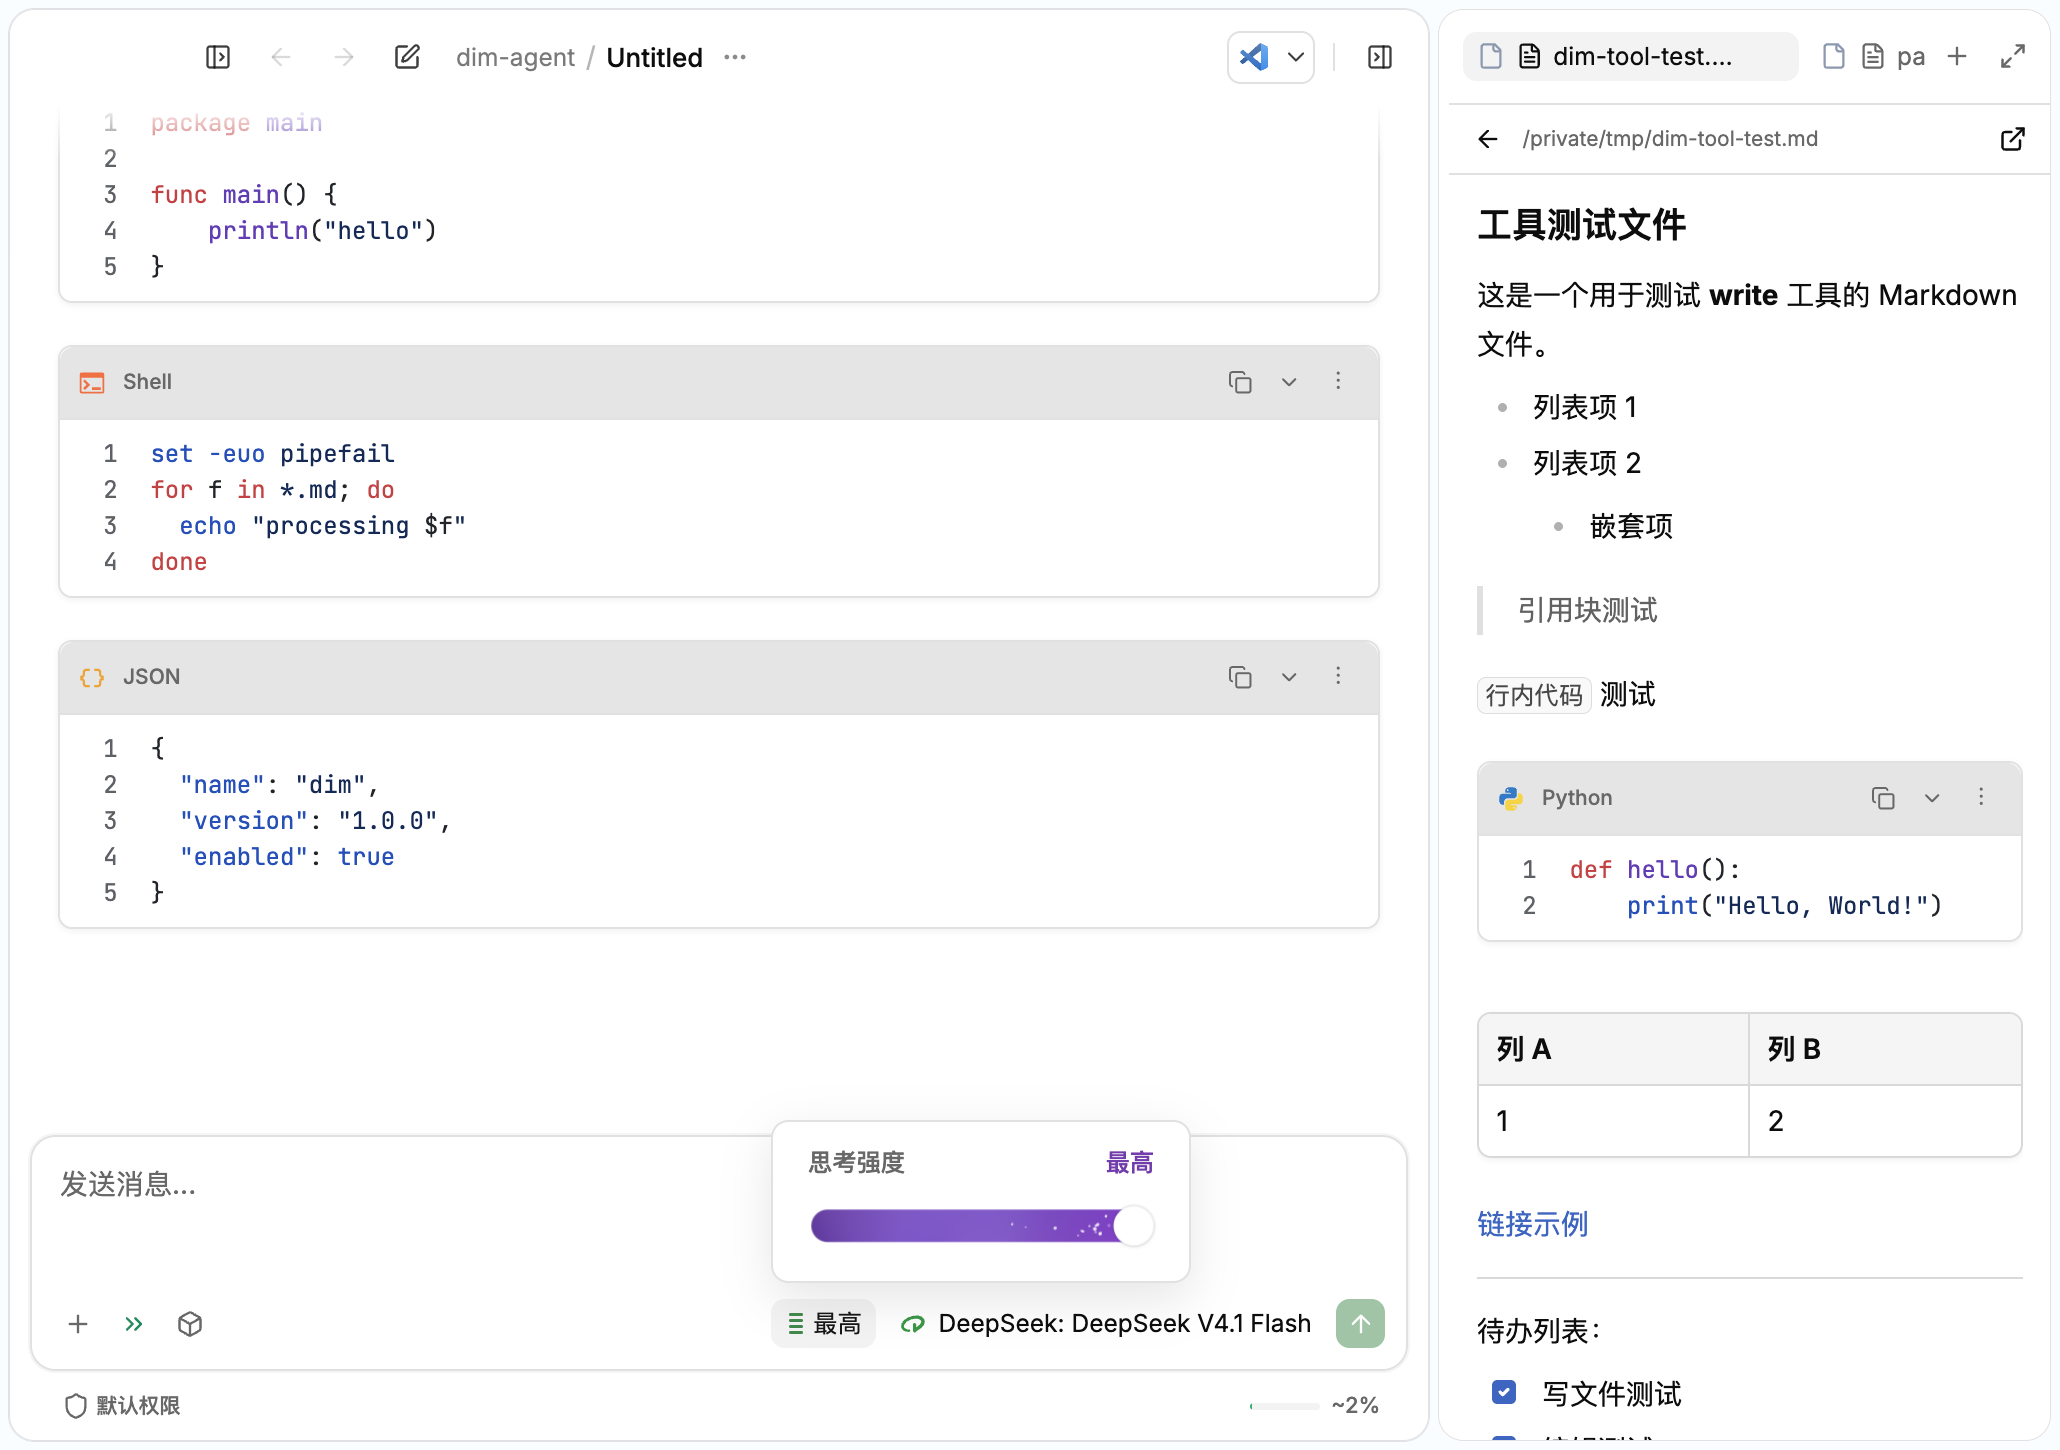 dim-agent / Untitled
1 package main
2
3 func main() {
4     println("hello")
5 }
Shell
1 set -euo pipefail
2 for f in *.md; do
3   echo "processing $f"
4 done
JSON
1 {
2   "name": "dim",
3   "version": "1.0.0",
4   "enabled": true
5 }
思考强度 最高
发送消息...
最高 DeepSeek: DeepSeek V4.1 Flash
默认权限 ~2%
dim-tool-test.... pa
/private/tmp/dim-tool-test.md
工具测试文件
这是一个用于测试 write 工具的 Markdown
文件。
列表项 1
列表项 2
嵌套项
引用块测试
行内代码 测试
Python
1 def hello():
2     print("Hello, World!")
列 A 列 B
1 2
链接示例
待办列表：
写文件测试